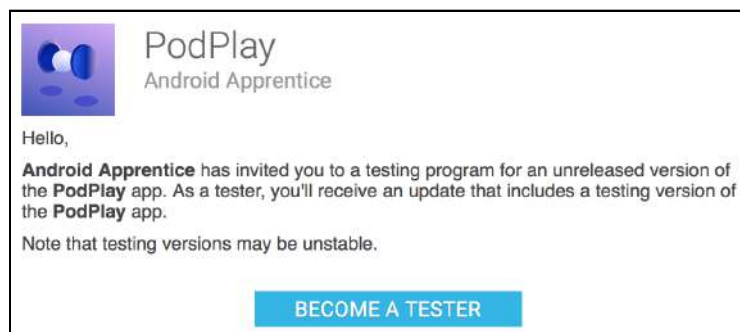 PodPlay
Android Apprentice
Hello,
Android Apprentice has invited you to a testing program for an unreleased version of
the PodPlay app. As a tester, you'll receive an update that includes a testing version of
the PodPlay app.
Note that testing versions may be unstable.
BECOME A TESTER